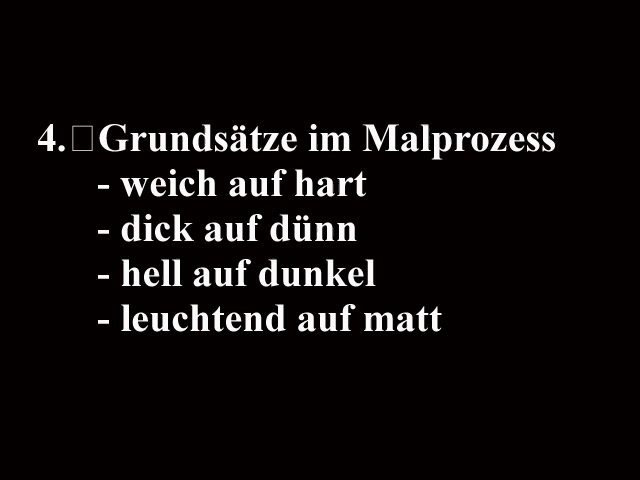 4. Grundsätze im Malprozess
- weich auf hart
- dick auf dünn
- hell auf dunkel
- leuchtend auf matt